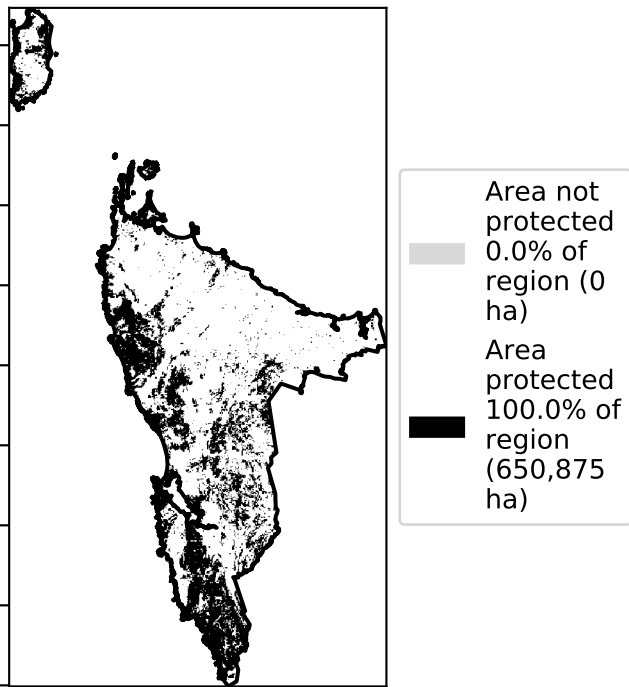 Area not
protected
0.0% of
region (0
ha)
Area
protected
100.0% of
region
(650,875
ha)